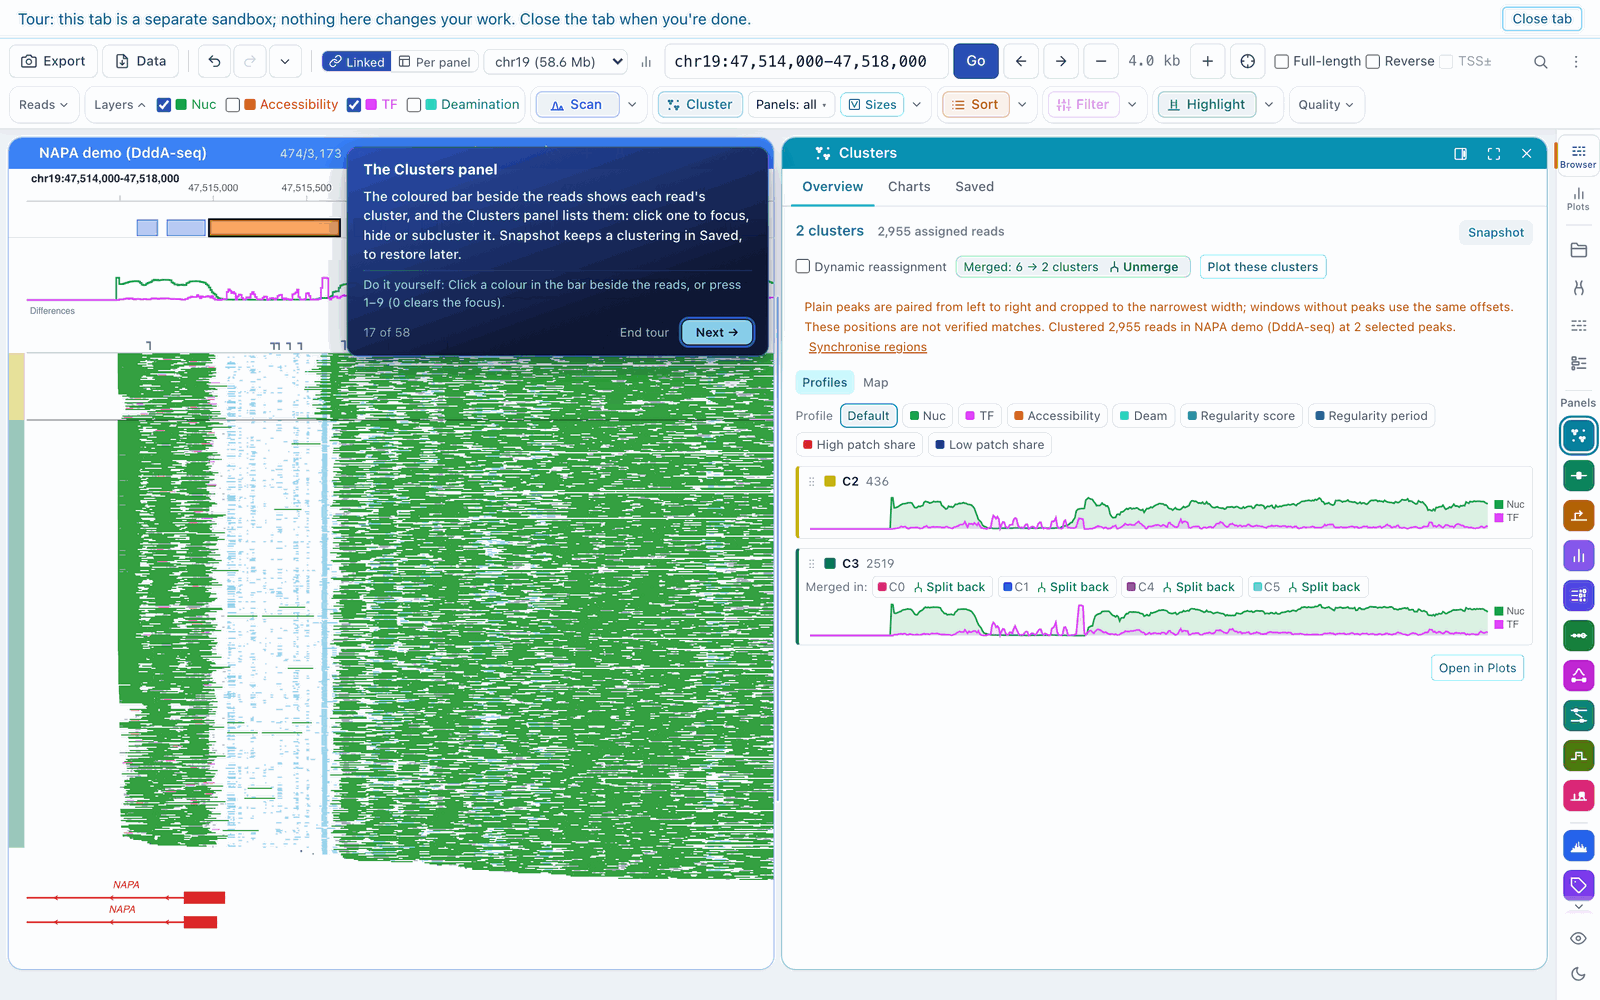 Tour: this tab is a separate sandbox; nothing here changes your work. Close the tab when you're done.
Close tab
Export
Data
Linked
Per panel
chr19 (58.6 Mb)
chr19:47,514,000–47,518,000
Go
4.0 kb
Full-length
Reverse
TSS±
Reads
Layers
Nuc
Accessibility
TF
Deamination
Scan
Cluster
Panels: all
Sizes
Sort
Filter
Highlight
Quality
NAPA demo (DddA-seq)
474/3,173
chr19:47,514,000-47,518,000
47,515,000
47,515,500
Differences
NAPA
NAPA
The Clusters panel
The coloured bar beside the reads shows each read's
cluster, and the Clusters panel lists them: click one to focus,
hide or subcluster it. Snapshot keeps a clustering in Saved,
to restore later.
Do it yourself: Click a colour in the bar beside the reads, or press
1–9 (0 clears the focus).
17 of 58
End tour
Next →
Clusters
Overview
Charts
Saved
2 clusters
2,955 assigned reads
Snapshot
Dynamic reassignment
Merged: 6 → 2 clusters
Unmerge
Plot these clusters
Plain peaks are paired from left to right and cropped to the narrowest width; windows without peaks use the same offsets.
These positions are not verified matches. Clustered 2,955 reads in NAPA demo (DddA-seq) at 2 selected peaks.
Synchronise regions
Profiles
Map
Profile
Default
Nuc
TF
Accessibility
Deam
Regularity score
Regularity period
High patch share
Low patch share
C2 436
Nuc
TF
C3 2519
Merged in:
C0
Split back
C1
Split back
C4
Split back
C5
Split back
Nuc
TF
Open in Plots
Browser
Plots
Panels